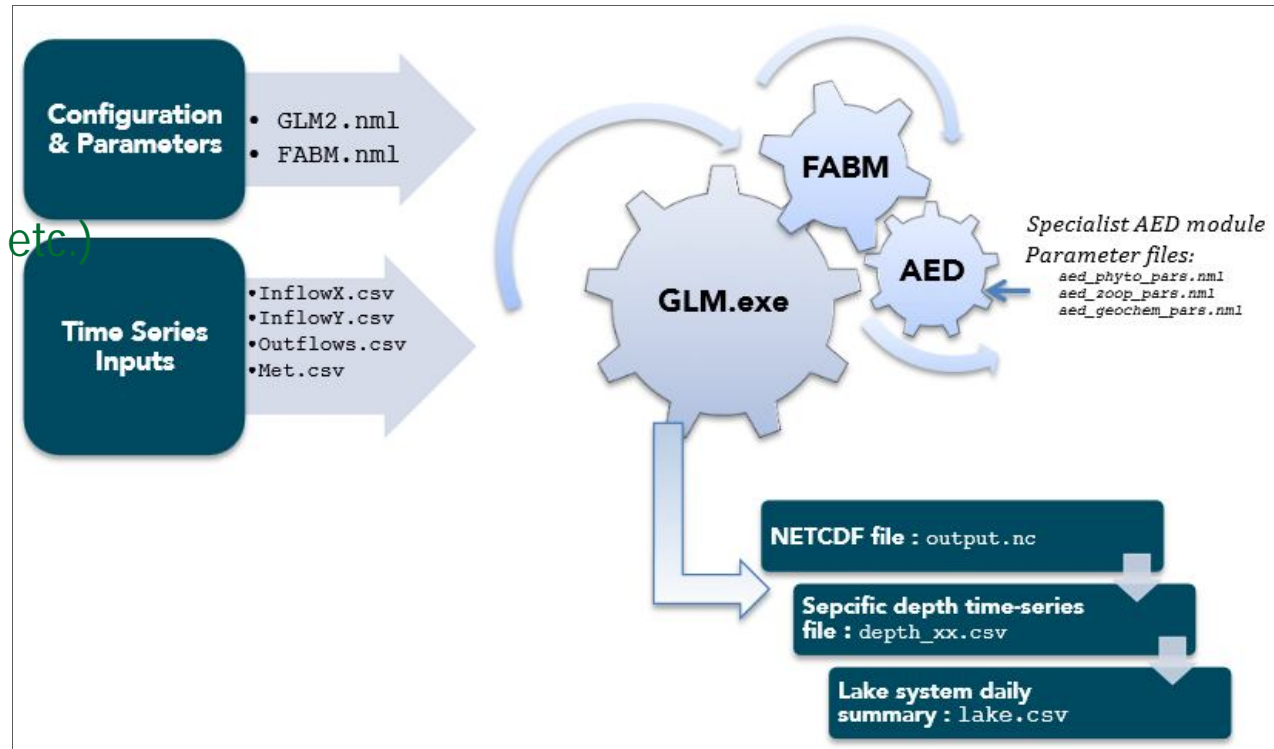 Configuration
& Parameters
• GLM2.nml
• FABM.nml
etc.)
Time Series
Inputs
•InflowX.csv
•InflowY.csv
•Outflows.csv
•Met.csv
GLM.exe
FABM
AED
Specialist AED module
Parameter files:
aed_phyto_pars.nml
aed_zoop_pars.nml
aed_geochem_pars.nml
NETCDF file : output.nc
Sepcific depth time-series
file : depth_xx.csv
Lake system daily
summary : lake.csv